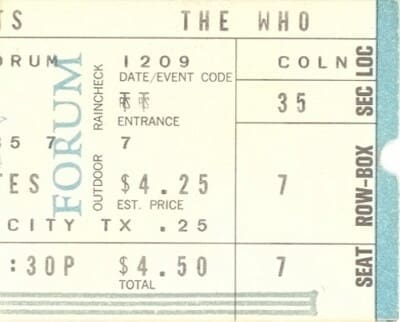 TS THE WHO
ORUM 1209 COLN
DATE/EVENT CODE
ENTRANCE
35
5 7 7
TES $4.25 7
EST. PRICE
CITY TX .25
:30P $4.50 7
TOTAL
FORUM
OUTDOOR RAINCHECK
SEAT ROW-BOX SEC LOC